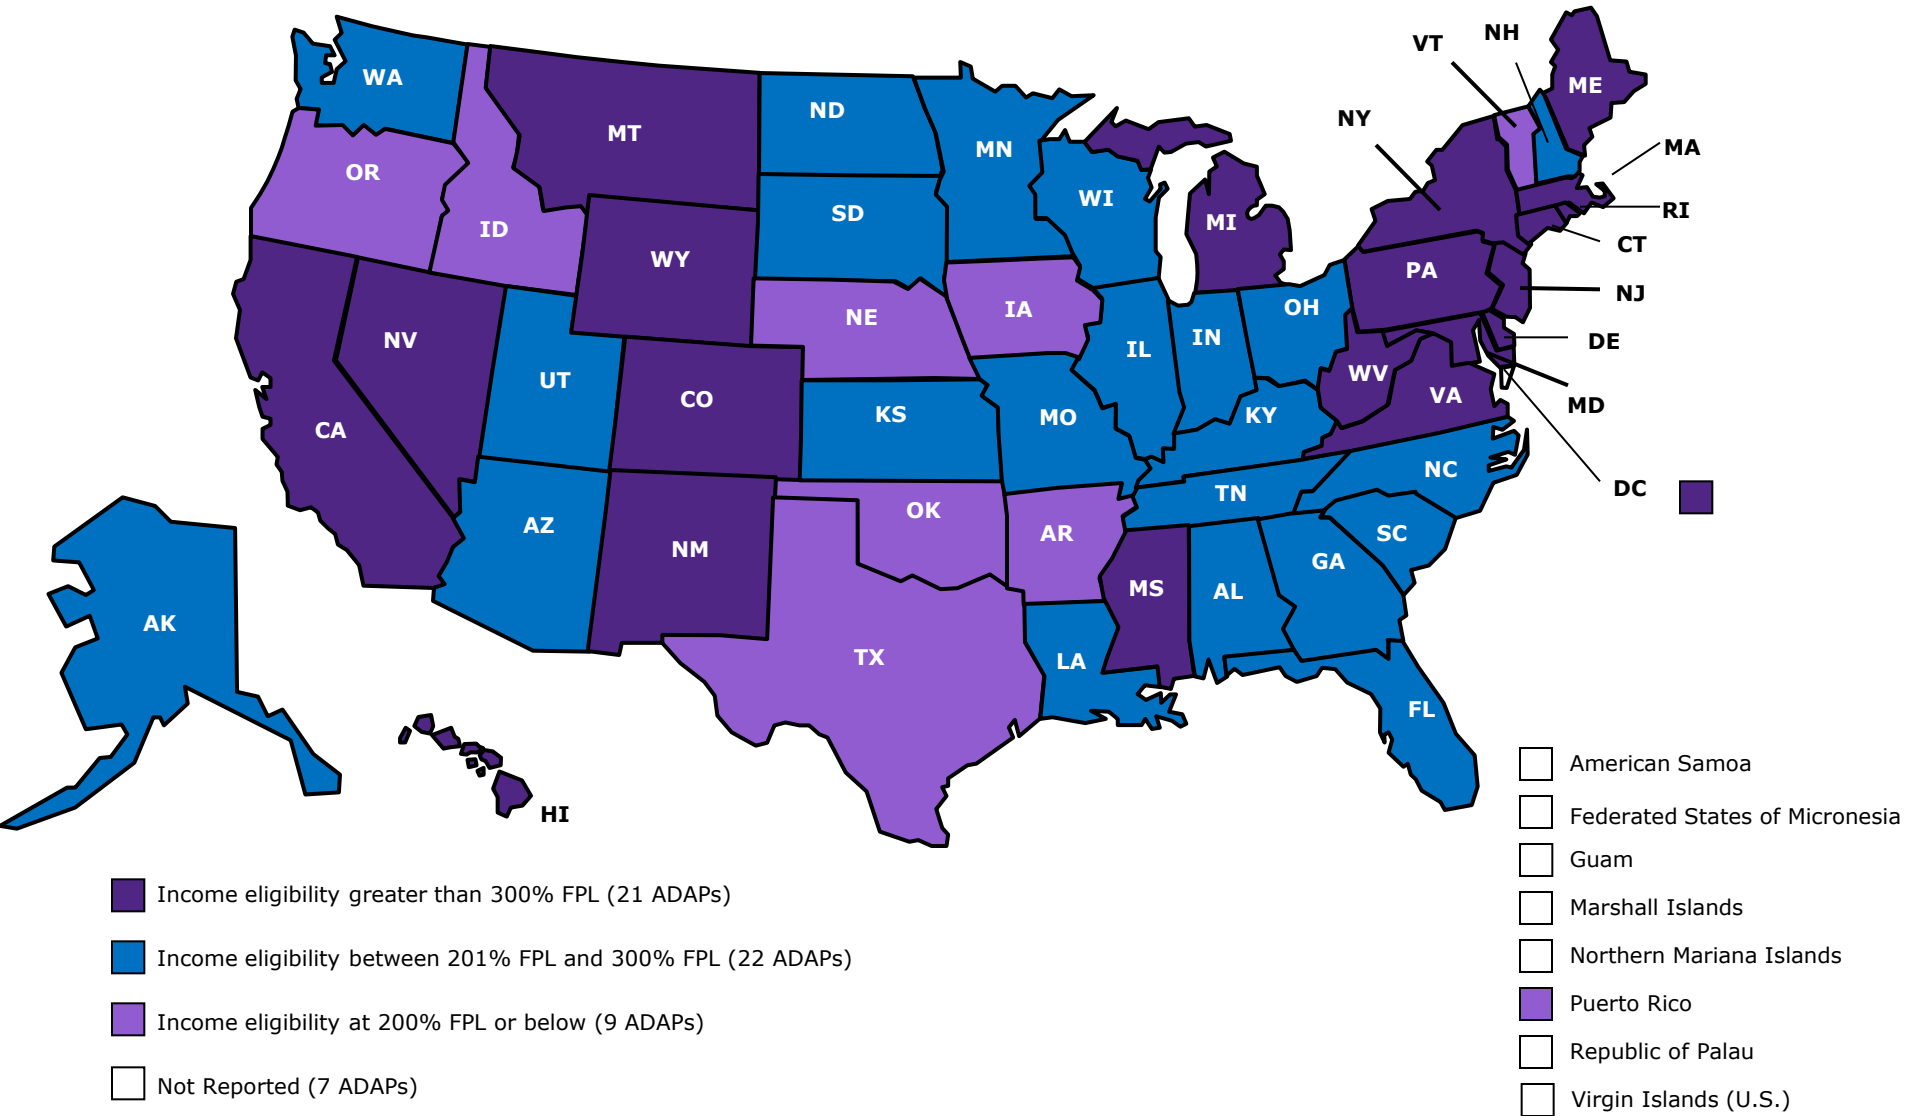 NH
VT
WA
ME
ND
NY
MT
MN
MA
OR
WI
RI
SD
MI
ID
CT
WY
PA
NJ
OH
IA
NE
IN
DE
NV
IL
WV
UT
VA
CO
MD
KS
MO
KY
CA
NC
DC
TN
OK
AZ
AR
SC
NM
GA
MS
AL
AK
TX
LA
FL
HI
American Samoa
Federated States of Micronesia
Guam
Marshall Islands
Northern Mariana Islands
Puerto Rico
Republic of Palau
Virgin Islands (U.S.)
Income eligibility greater than 300% FPL (21 ADAPs)
Income eligibility between 201% FPL and 300% FPL (22 ADAPs)
Income eligibility at 200% FPL or below (9 ADAPs)
Not Reported (7 ADAPs)